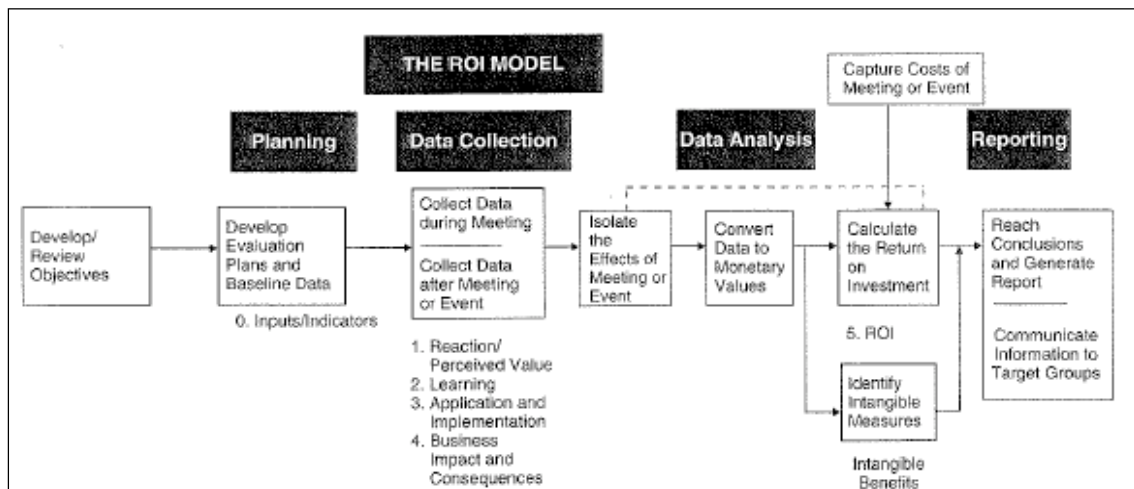 THE ROI MODEL
Capture Costs of
Meeting or Event
Planning
Data Collection
Data Analysis
Reporting
Develop/
Review
Objectives
Develop
Evaluation
Plans and
Baseline Data
0. Inputs/Indicators
Collect Data
during Meeting
Collect Data
after Meeting
or Event
1. Reaction/
Perceived Value
2. Learning
3. Application and
Implementation
4. Business
Impact and
Consequences
Isolate
the
Effects of
Meeting or
Event
Convert
Data to
Monetary
Values
Calculate
the Return
on
Investment
5. ROI
Identify
Intangible
Measures
Intangible
Benefits
Reach
Conclusions
and Generate
Report
Communicate
Information to
Target Groups